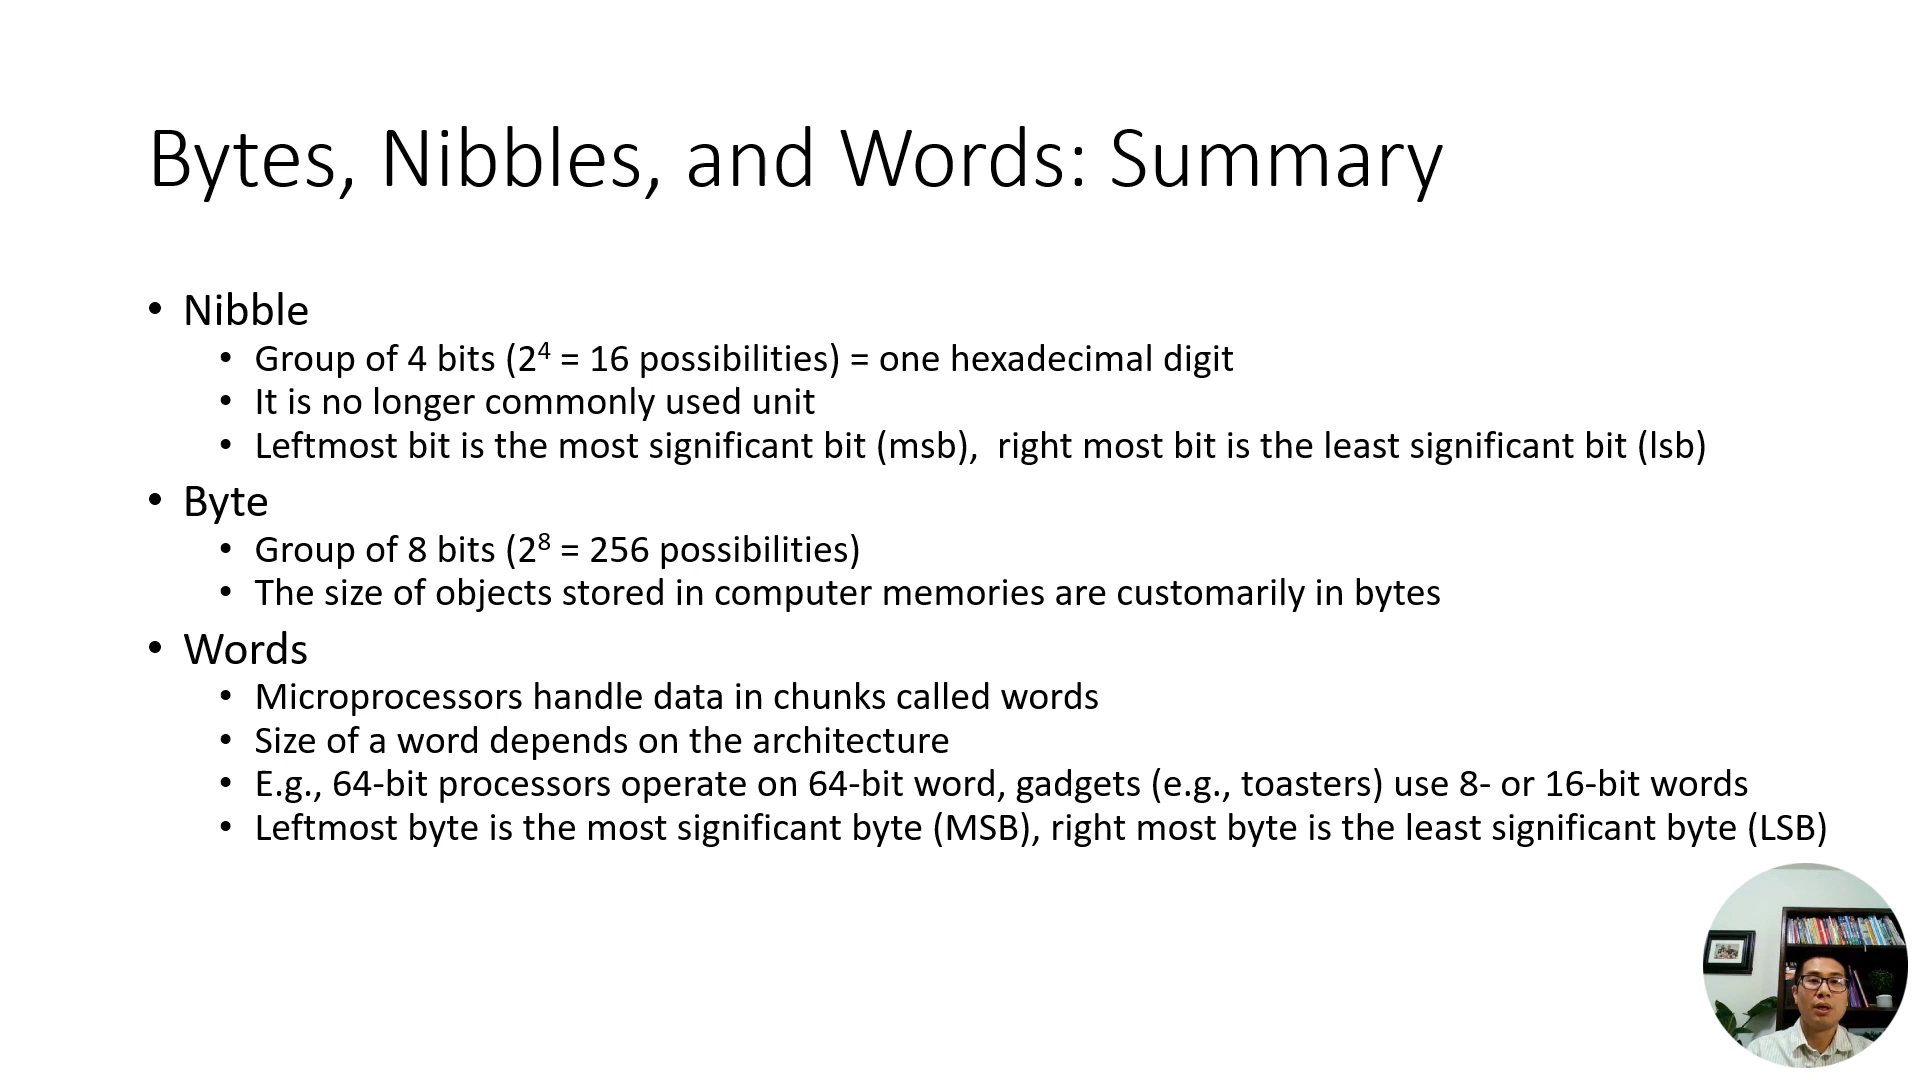 Bytes, Nibbles, and Words: Summary
• Nibble
• Group of 4 bits (2⁴ = 16 possibilities) = one hexadecimal digit
• It is no longer commonly used unit
• Leftmost bit is the most significant bit (msb),  right most bit is the least significant bit (lsb)
• Byte
• Group of 8 bits (2⁸ = 256 possibilities)
• The size of objects stored in computer memories are customarily in bytes
• Words
• Microprocessors handle data in chunks called words
• Size of a word depends on the architecture
• E.g., 64-bit processors operate on 64-bit word, gadgets (e.g., toasters) use 8- or 16-bit words
• Leftmost byte is the most significant byte (MSB), right most byte is the least significant byte (LSB)